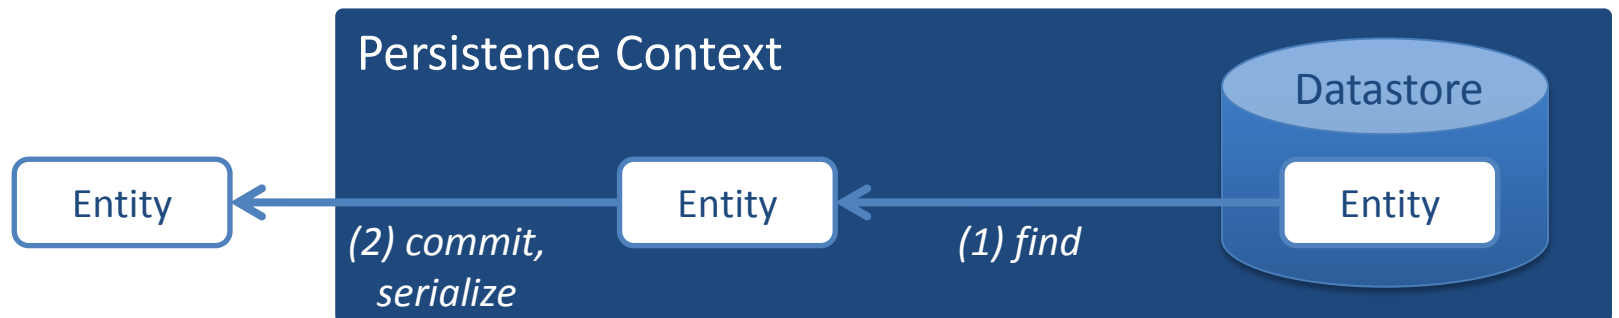 Persistence Context
Datastore
Entity
Entity
Entity
(2) commit,
serialize
(1) find